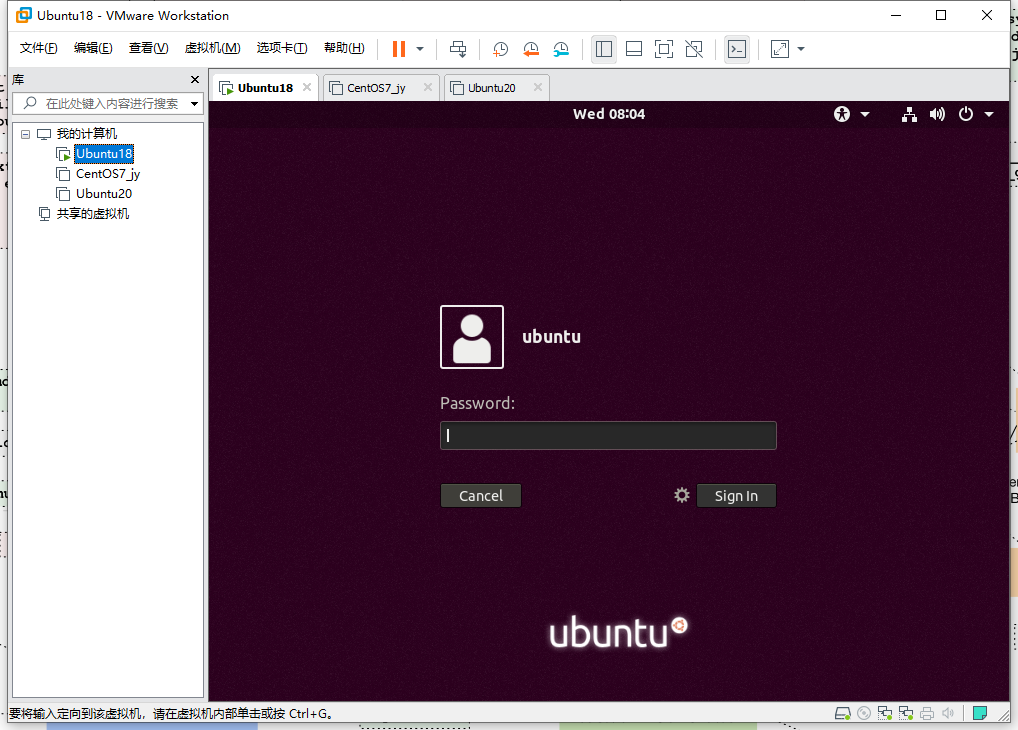 Ubuntu18 - VMware Workstation
文件(F) 编辑(E) 查看(V) 虚拟机(M) 选项卡(T) 帮助(H)
库
在此处键入内容进行搜索
我的计算机
Ubuntu18
CentOS7_jy
Ubuntu20
共享的虚拟机
Ubuntu18 CentOS7_jy Ubuntu20
Wed 08:04
ubuntu
Password:
Cancel Sign In
ubuntu
要将输入定向到该虚拟机，请在虚拟机内部单击或按 Ctrl+G。